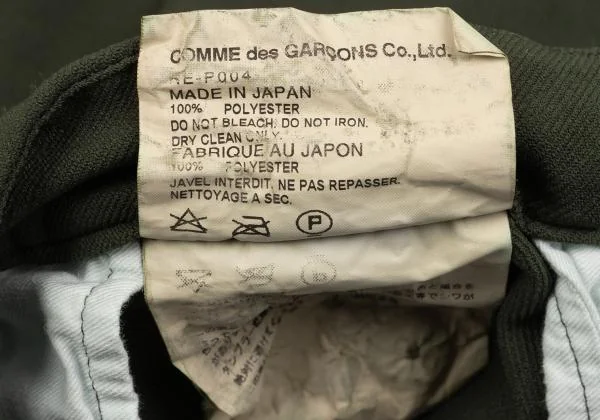 COMME des GARÇONS Co.,Ltd.
RE-P004
MADE IN JAPAN
100% POLYESTER
DO NOT BLEACH. DO NOT IRON.
DRY CLEAN ONLY.
FABRIQUE AU JAPON
100% POLYESTER
JAVEL INTERDIT. NE PAS REPASSER.
NETTOYAGE A SEC.
P
P